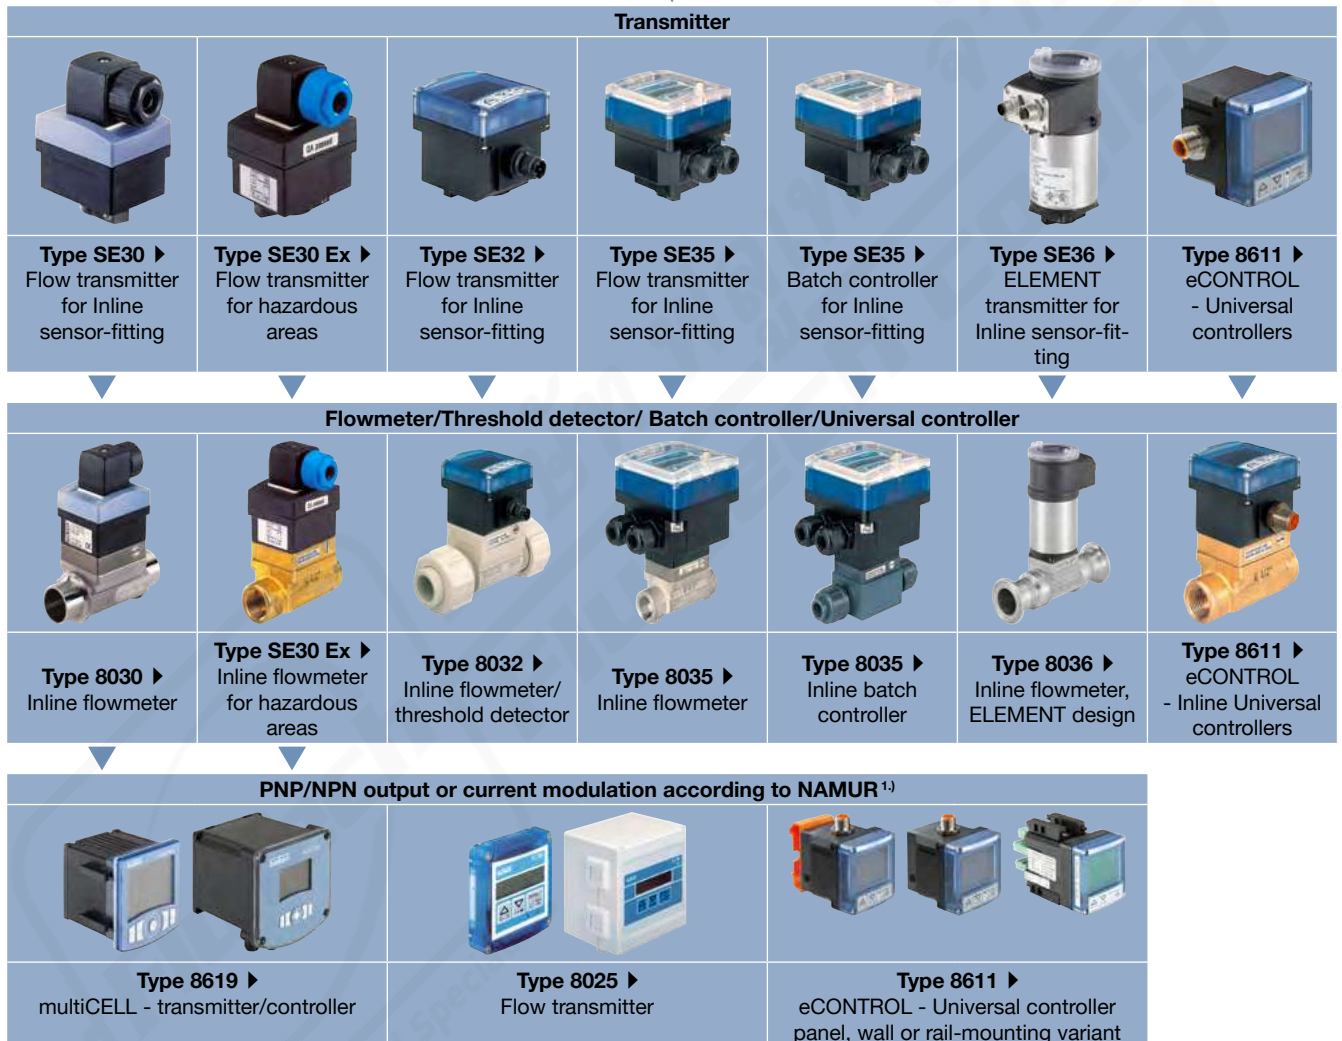 Transmitter
Type SE30
Flow transmitter
for Inline
sensor-fitting
Type SE30 Ex
Flow transmitter
for hazardous
areas
Type SE32
Flow transmitter
for Inline
sensor-fitting
Type SE35
Flow transmitter
for Inline
sensor-fitting
Type SE35
Batch controller
for Inline
sensor-fitting
Type SE36
ELEMENT
transmitter for
Inline sensor-fit-
ting
Type 8611
eCONTROL
- Universal
controllers
Flowmeter/Threshold detector/ Batch controller/Universal controller
Type 8030
Inline flowmeter
Type SE30 Ex
Inline flowmeter
for hazardous
areas
Type 8032
Inline flowmeter/
threshold detector
Type 8035
Inline flowmeter
Type 8035
Inline batch
controller
Type 8036
Inline flowmeter,
ELEMENT design
Type 8611
eCONTROL
- Inline Universal
controllers
PNP/NPN output or current modulation according to NAMUR 1.)
Type 8619
multiCELL - transmitter/controller
Type 8025
Flow transmitter
Type 8611
eCONTROL - Universal controller
panel, wall or rail-mounting variant